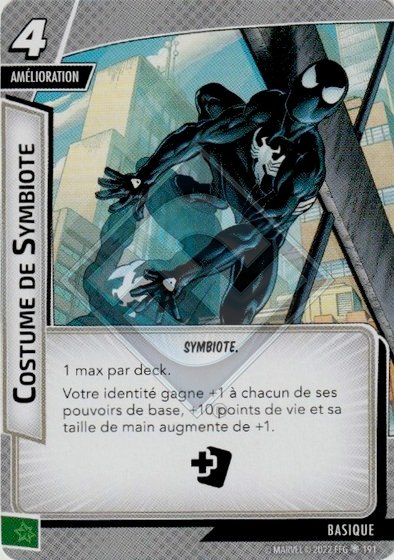 4
AMÉLIORATION
COSTUME DE SYMBIOTE
SYMBIOTE.
1 max par deck.
Votre identité gagne +1 à chacun de ses
pouvoirs de base, +10 points de vie et sa
taille de main augmente de +1.
BASIQUE
© MARVEL © 2022 FFG 191